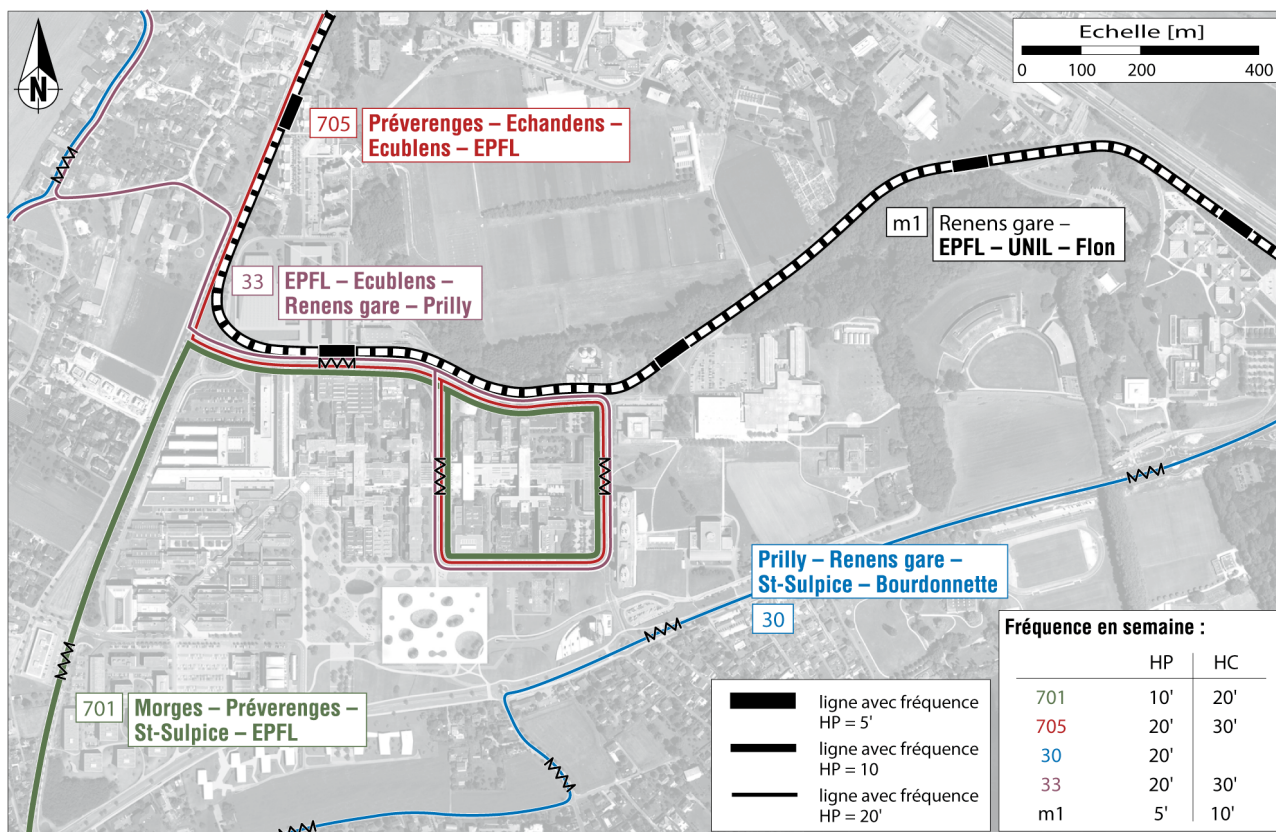 N
Echelle [m]
0 100 200 400
705
Préverenges – Echandens –
Ecublens – EPFL
m1
Renens gare –
EPFL – UNIL – Flon
33
EPFL – Ecublens –
Renens gare – Prilly
Prilly – Renens gare –
St-Sulpice – Bourdonnette
30
701
Morges – Préverenges –
St-Sulpice – EPFL
ligne avec fréquence
HP = 5'
ligne avec fréquence
HP = 10
ligne avec fréquence
HP = 20'
Fréquence en semaine :
HP HC
701 10' 20'
705 20' 30'
30 20'
33 20' 30'
m1 5' 10'